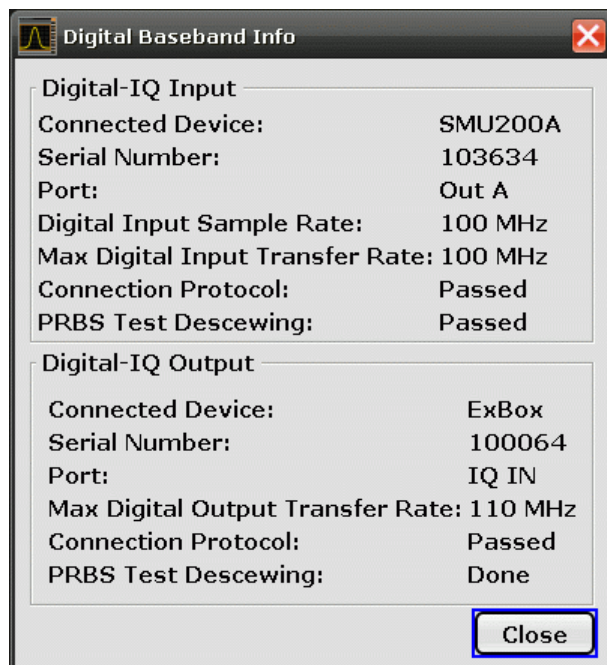 Digital Baseband Info
Digital-IQ Input
Connected Device: SMU200A
Serial Number: 103634
Port: Out A
Digital Input Sample Rate: 100 MHz
Max Digital Input Transfer Rate: 100 MHz
Connection Protocol: Passed
PRBS Test Descewing: Passed
Digital-IQ Output
Connected Device: ExBox
Serial Number: 100064
Port: IQ IN
Max Digital Output Transfer Rate: 110 MHz
Connection Protocol: Passed
PRBS Test Descewing: Done
Close